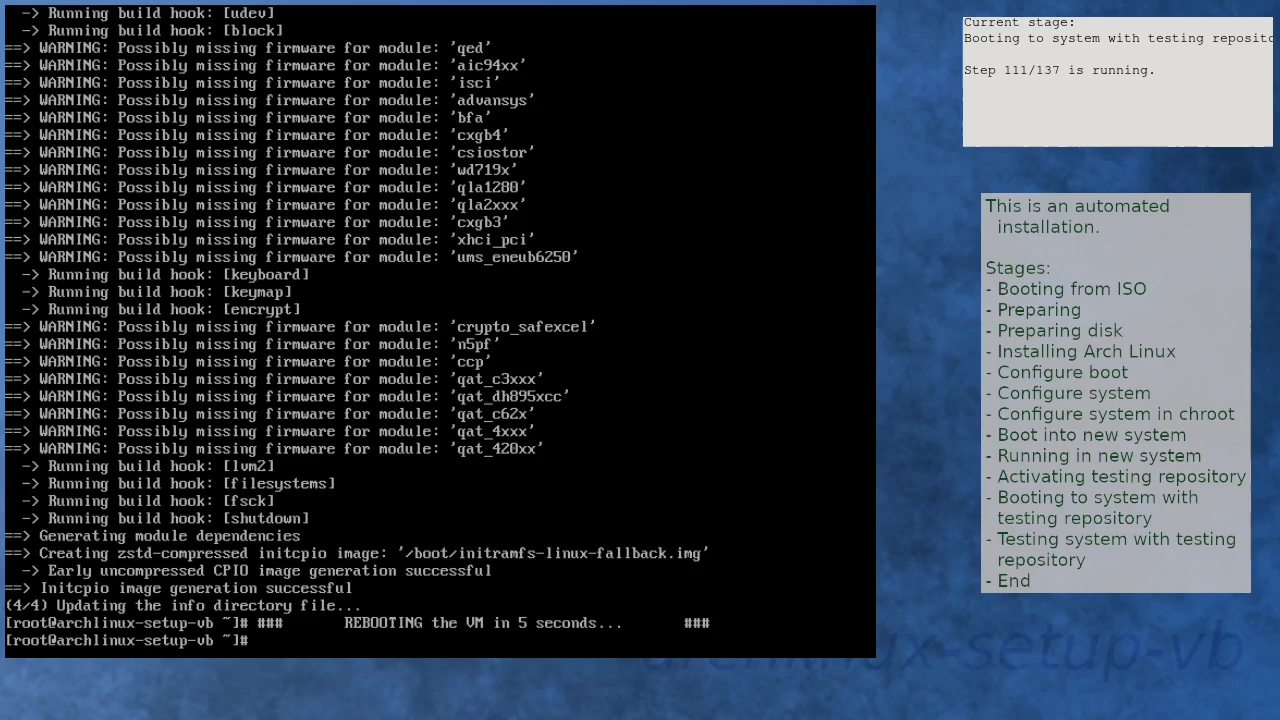 -> Running build hook: [udev]
-> Running build hook: [block]
==> WARNING: Possibly missing firmware for module: 'qed'
==> WARNING: Possibly missing firmware for module: 'aic94xx'
==> WARNING: Possibly missing firmware for module: 'isci'
==> WARNING: Possibly missing firmware for module: 'advansys'
==> WARNING: Possibly missing firmware for module: 'bfa'
==> WARNING: Possibly missing firmware for module: 'cxgb4'
==> WARNING: Possibly missing firmware for module: 'csiostor'
==> WARNING: Possibly missing firmware for module: 'wd719x'
==> WARNING: Possibly missing firmware for module: 'qla1280'
==> WARNING: Possibly missing firmware for module: 'qla2xxx'
==> WARNING: Possibly missing firmware for module: 'cxgb3'
==> WARNING: Possibly missing firmware for module: 'xhci_pci'
==> WARNING: Possibly missing firmware for module: 'ums_eneub6250'
-> Running build hook: [keyboard]
-> Running build hook: [keymap]
-> Running build hook: [encrypt]
==> WARNING: Possibly missing firmware for module: 'crypto_safexcel'
==> WARNING: Possibly missing firmware for module: 'n5pf'
==> WARNING: Possibly missing firmware for module: 'ccp'
==> WARNING: Possibly missing firmware for module: 'qat_c3xxx'
==> WARNING: Possibly missing firmware for module: 'qat_dh895xcc'
==> WARNING: Possibly missing firmware for module: 'qat_c62x'
==> WARNING: Possibly missing firmware for module: 'qat_4xxx'
==> WARNING: Possibly missing firmware for module: 'qat_420xx'
-> Running build hook: [lvm2]
-> Running build hook: [filesystems]
-> Running build hook: [fsck]
-> Running build hook: [shutdown]
==> Generating module dependencies
==> Creating zstd-compressed initcpio image: '/boot/initramfs-linux-fallback.img'
-> Early uncompressed CPIO image generation successful
==> Initcpio image generation successful
(4/4) Updating the info directory file...
[root@archlinux-setup-vb ~]# ### REBOOTING the VM in 5 seconds... ###
[root@archlinux-setup-vb ~]#
Current stage:
Booting to system with testing reposito
Step 111/137 is running.
This is an automated
installation.
Stages:
- Booting from ISO
- Preparing
- Preparing disk
- Installing Arch Linux
- Configure boot
- Configure system
- Configure system in chroot
- Boot into new system
- Running in new system
- Activating testing repository
- Booting to system with
testing repository
- Testing system with testing
repository
- End
archlinux-setup-vb